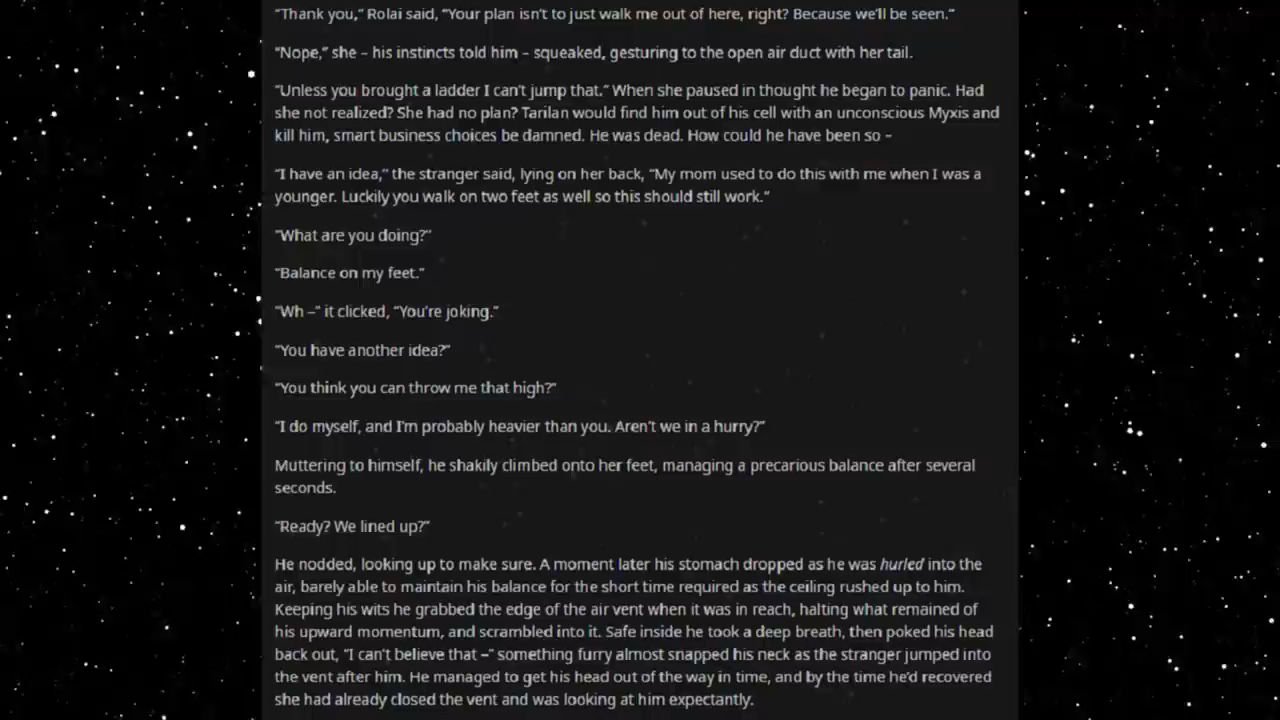 “Thank you,” Rolai said, “Your plan isn’t to just walk me out of here, right? Because we’ll be seen.”
“Nope,” she – his instincts told him – squeaked, gesturing to the open air duct with her tail.
“Unless you brought a ladder I can’t jump that.” When she paused in thought he began to panic. Had
she not realized? She had no plan? Tarilan would find him out of his cell with an unconscious Myxis and
kill him, smart business choices be damned. He was dead. How could he have been so –
“I have an idea,” the stranger said, lying on her back, “My mom used to do this with me when I was a
younger. Luckily you walk on two feet as well so this should still work.”
“What are you doing?”
“Balance on my feet.”
“Wh –” it clicked, “You’re joking.”
“You have another idea?”
“You think you can throw me that high?”
“I do myself, and I’m probably heavier than you. Aren’t we in a hurry?”
Muttering to himself, he shakily climbed onto her feet, managing a precarious balance after several
seconds.
“Ready? We lined up?”
He nodded, looking up to make sure. A moment later his stomach dropped as he was hurled into the
air, barely able to maintain his balance for the short time required as the ceiling rushed up to him.
Keeping his wits he grabbed the edge of the air vent when it was in reach, halting what remained of
his upward momentum, and scrambled into it. Safe inside he took a deep breath, then poked his head
back out, “I can’t believe that –” something furry almost snapped his neck as the stranger jumped into
the vent after him. He managed to get his head out of the way in time, and by the time he’d recovered
she had already closed the vent and was looking at him expectantly.